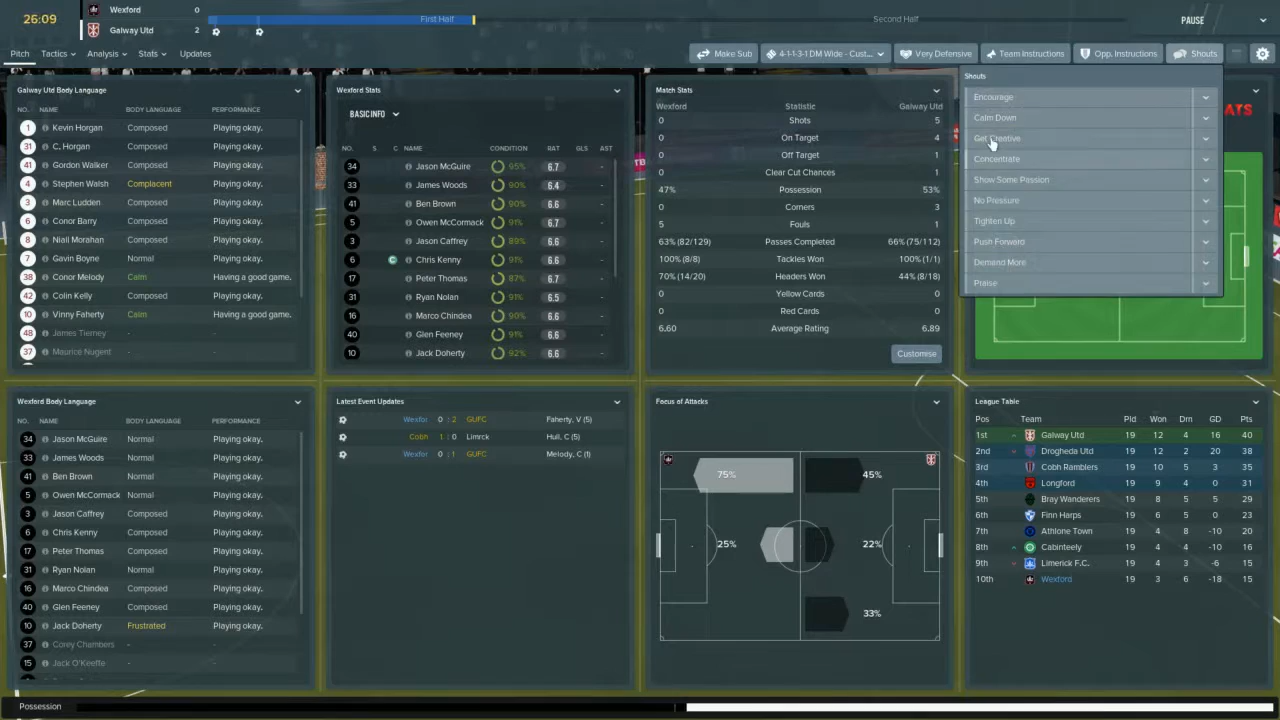 26:09
Wexford 0
Galway Utd 2
First Half
Second Half
PAUSE
Pitch Tactics Analysis Stats Updates
Make Sub
4-1-1-3-1 DM Wide - Cust...
Very Defensive
Team Instructions
Opp. Instructions
Shouts
Galway Utd Body Language
NO. NAME BODY LANGUAGE PERFORMANCE
1 Kevin Horgan Composed Playing okay.
31 C. Horgan Composed Playing okay.
41 Gordon Walker Composed Playing okay.
4 Stephen Walsh Complacent Playing okay.
3 Marc Ludden Composed Playing okay.
6 Conor Barry Composed Playing okay.
8 Niall Morahan Composed Playing okay.
7 Gavin Boyne Normal Playing okay.
38 Conor Melody Calm Having a good game.
42 Colin Kelly Composed Playing okay.
10 Vinny Faherty Calm Having a good game.
48 James Tierney - -
37 Maurice Nugent - -
Wexford Stats
BASIC INFO
NO. S. C NAME CONDITION RAT GLS AST
34 Jason McGuire 95% 6.7 - -
33 James Woods 90% 6.4 - -
41 Ben Brown 90% 6.6 - -
5 Owen McCormack 91% 6.7 - -
3 Jason Caffrey 89% 6.6 - -
6 C Chris Kenny 91% 6.6 - -
17 Peter Thomas 87% 6.7 - -
31 Ryan Nolan 91% 6.5 - -
16 Marco Chindea 90% 6.6 - -
40 Glen Feeney 91% 6.6 - -
10 Jack Doherty 92% 6.6 - -
Match Stats
Wexford Statistic Galway Utd
0 Shots 5
0 On Target 4
0 Off Target 1
0 Clear Cut Chances 1
47% Possession 53%
0 Corners 3
5 Fouls 1
63% (82/129) Passes Completed 66% (75/112)
100% (8/8) Tackles Won 100% (1/1)
70% (14/20) Headers Won 44% (8/18)
0 Yellow Cards 0
0 Red Cards 0
6.60 Average Rating 6.89
Customise
Shouts
Encourage
Calm Down
Get Creative
Concentrate
Show Some Passion
No Pressure
Tighten Up
Push Forward
Demand More
Praise
Wexford Body Language
NO. NAME BODY LANGUAGE PERFORMANCE
34 Jason McGuire Normal Playing okay.
33 James Woods Normal Playing okay.
41 Ben Brown Normal Playing okay.
5 Owen McCormack Normal Playing okay.
3 Jason Caffrey Composed Playing okay.
6 Chris Kenny Composed Playing okay.
17 Peter Thomas Composed Playing okay.
31 Ryan Nolan Normal Playing okay.
16 Marco Chindea Composed Playing okay.
40 Glen Feeney Composed Playing okay.
10 Jack Doherty Frustrated Playing okay.
37 Corey Chambers - -
15 Jack O'Keeffe - -
Latest Event Updates
Wexfor 0 : 2 GUFC Faherty, V (5)
Cobh 1 : 0 Limrck Hull, C (5)
Wexfor 0 : 1 GUFC Melody, C (1)
Focus of Attacks
75% 45%
25% 22%
33%
League Table
Pos Team Pld Won Drn GD Pts
1st Galway Utd 19 12 4 16 40
2nd Drogheda Utd 19 12 2 20 38
3rd Cobh Ramblers 19 10 5 3 35
4th Longford 19 9 4 0 31
5th Bray Wanderers 19 8 5 5 29
6th Finn Harps 19 6 5 0 23
7th Athlone Town 19 4 8 -10 20
8th Cabinteely 19 4 4 -10 16
9th Limerick F.C. 19 4 3 -6 15
10th Wexford 19 3 6 -18 15
Possession